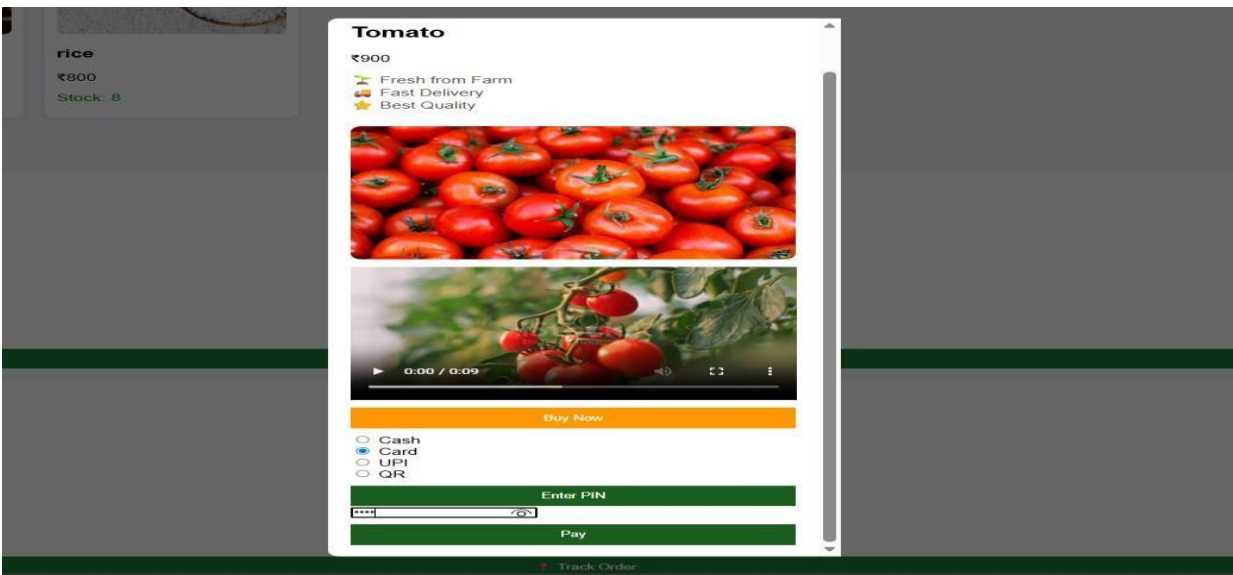 rice
₹800
Stock: 8
Tomato
₹900
Fresh from Farm
Fast Delivery
Best Quality
0:00 / 0:09
Buy Now
Cash
Card
UPI
QR
Enter PIN
••••
Pay
? Track Order